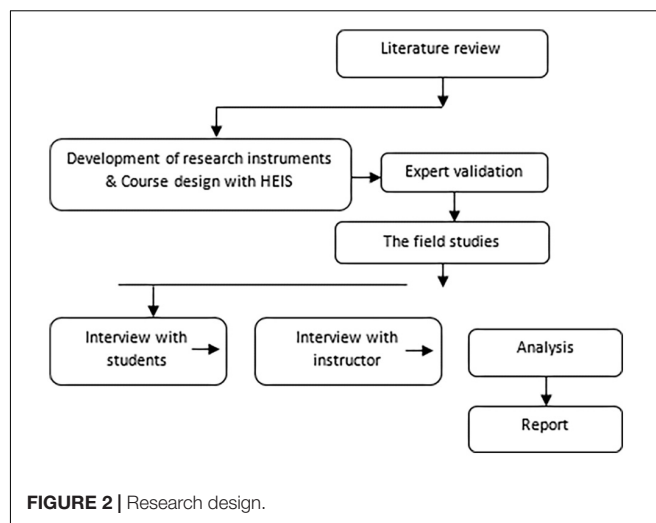 Literature review
Development of research instruments
& Course design with HEIS
Expert validation
The field studies
Interview with
students
Interview with
instructor
Analysis
Report
FIGURE 2 | Research design.